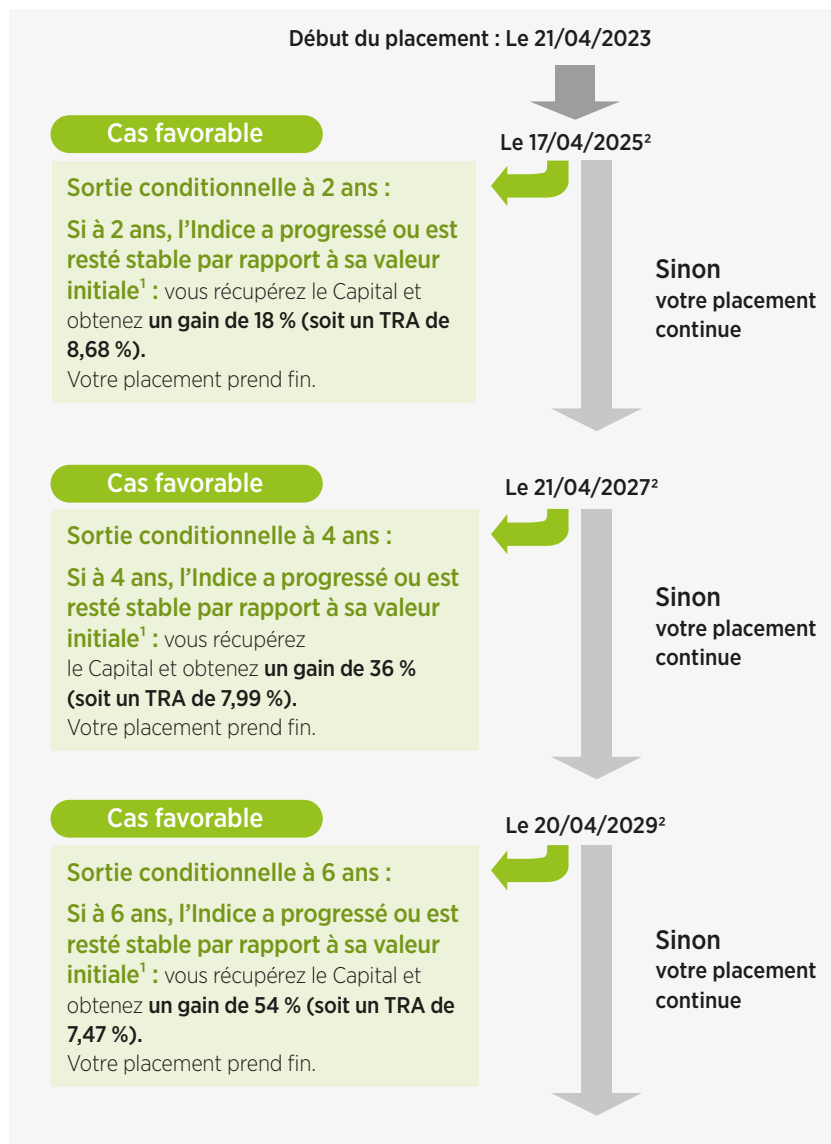 Début du placement : Le 21/04/2023
Cas favorable
Le 17/04/2025²
Sortie conditionnelle à 2 ans :
Si à 2 ans, l'Indice a progressé ou est
resté stable par rapport à sa valeur
initiale¹ : vous récupérez le Capital et
obtenez un gain de 18 % (soit un TRA de
8,68 %).
Votre placement prend fin.
Sinon
votre placement
continue
Cas favorable
Le 21/04/2027²
Sortie conditionnelle à 4 ans :
Si à 4 ans, l'Indice a progressé ou est
resté stable par rapport à sa valeur
initiale¹ : vous récupérez
le Capital et obtenez un gain de 36 %
(soit un TRA de 7,99 %).
Votre placement prend fin.
Sinon
votre placement
continue
Cas favorable
Le 20/04/2029²
Sortie conditionnelle à 6 ans :
Si à 6 ans, l'Indice a progressé ou est
resté stable par rapport à sa valeur
initiale¹ : vous récupérez le Capital et
obtenez un gain de 54 % (soit un TRA de
7,47 %).
Votre placement prend fin.
Sinon
votre placement
continue